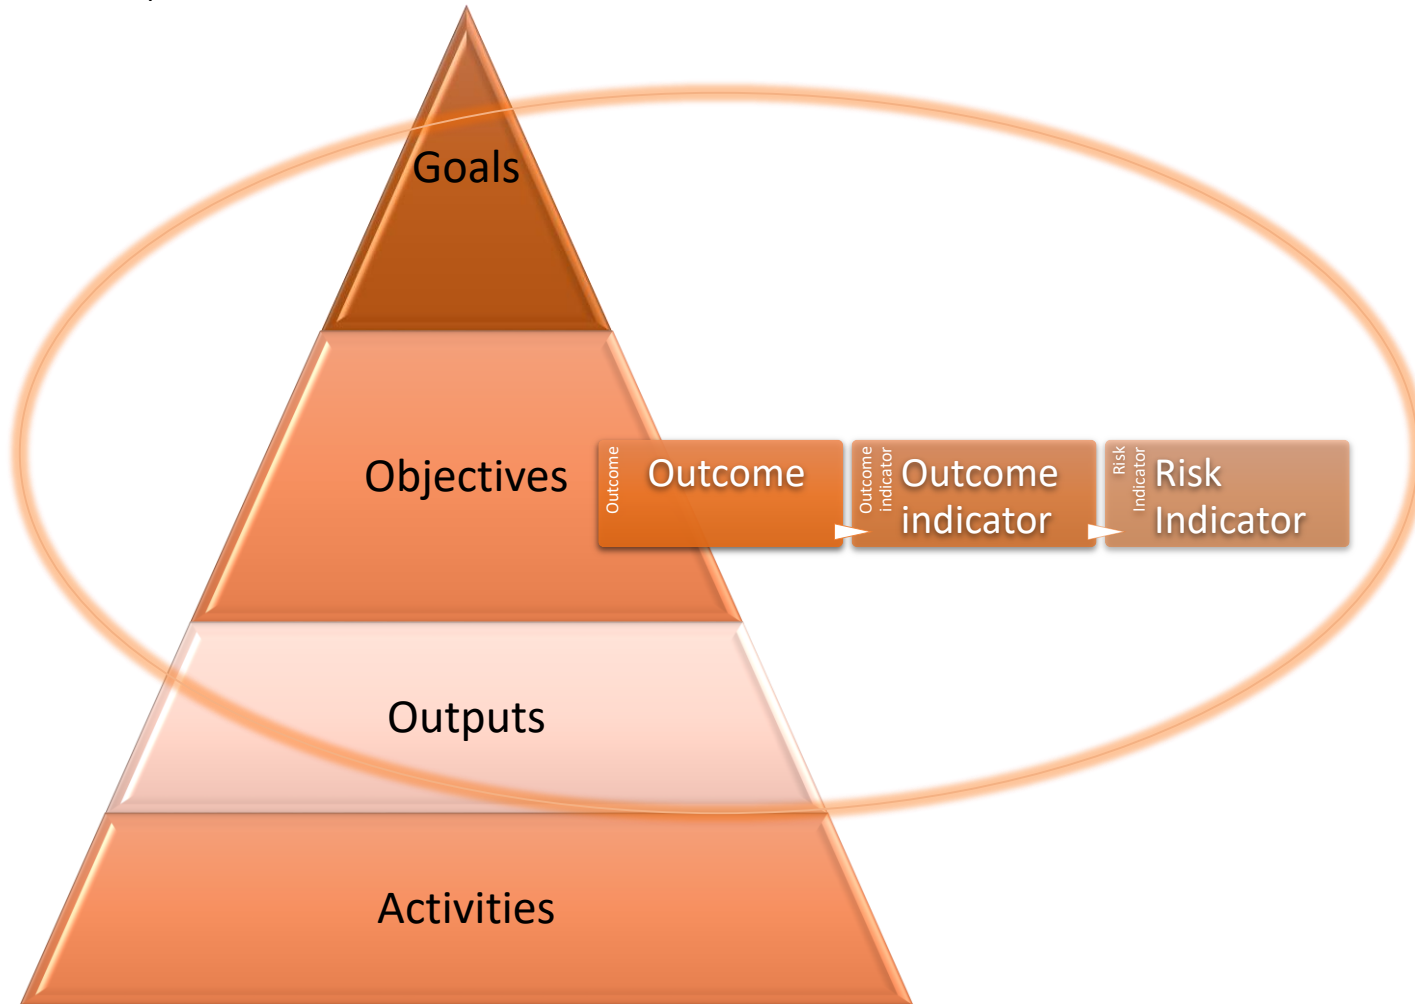 Goals
Objectives
Outcome
Outcome
Outcome
indicator
Outcome
indicator
Risk
Indicator
Risk
Indicator
Outputs
Activities